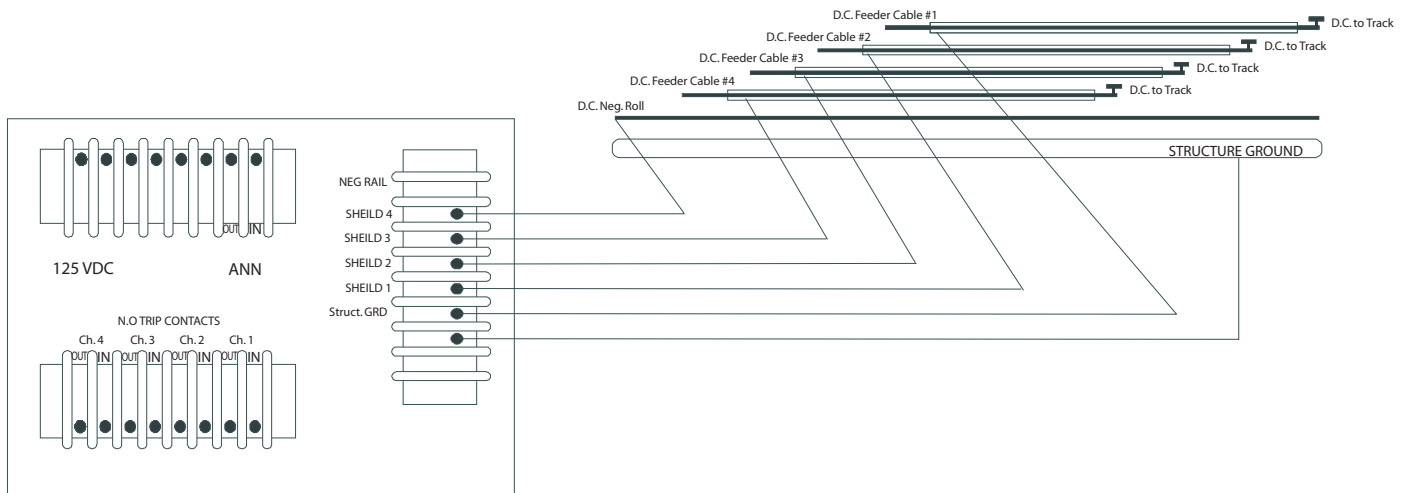 D.C. Feeder Cable #1
D.C. to Track
D.C. Feeder Cable #2
D.C. to Track
D.C. Feeder Cable #3
D.C. to Track
D.C. Feeder Cable #4
D.C. to Track
D.C. Neg. Roll
STRUCTURE GROUND
NEG RAIL
SHEILD 4
SHEILD 3
SHEILD 2
SHEILD 1
Struct. GRD
OUT IN
125 VDC ANN
N.O TRIP CONTACTS
Ch. 4 Ch. 3 Ch. 2 Ch. 1
OUT IN OUT IN OUT IN OUT IN